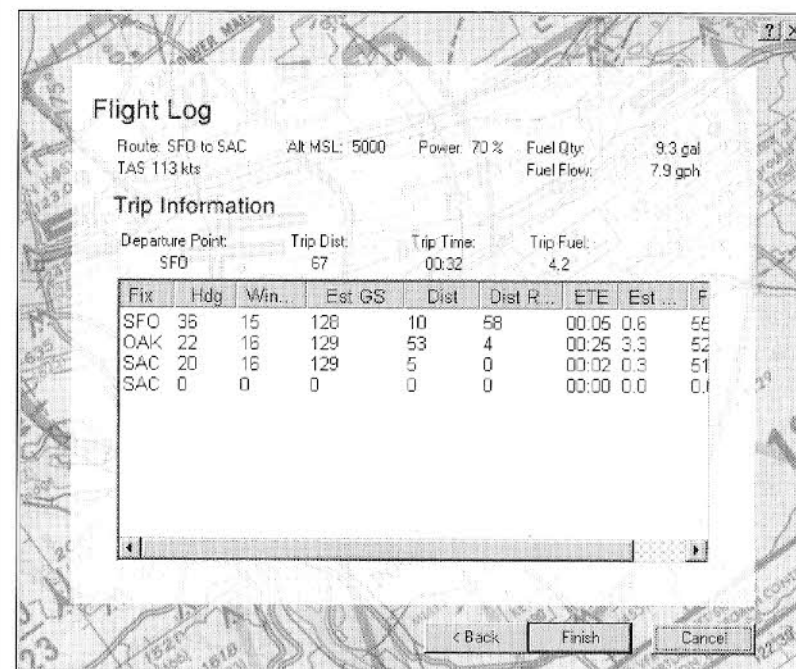 ? X
Flight Log
Route: SFO to SAC Alt MSL: 5000 Power: 70 % Fuel Qty: 9.3 gal
TAS 113 kts Fuel Flow: 7.9 gph
Trip Information
Departure Point: Trip Dist: Trip Time: Trip Fuel:
SFO 67 00:32 4.2
Fix Hdg Win... Est GS Dist Dist R... ETE Est ... F
SFO 36 15 128 10 58 00:05 0.6 55
OAK 22 16 129 53 4 00:25 3.3 52
SAC 20 16 129 5 0 00:02 0.3 51
SAC 0 0 0 0 0 00:00 0.0 0.
< Back Finish Cancel